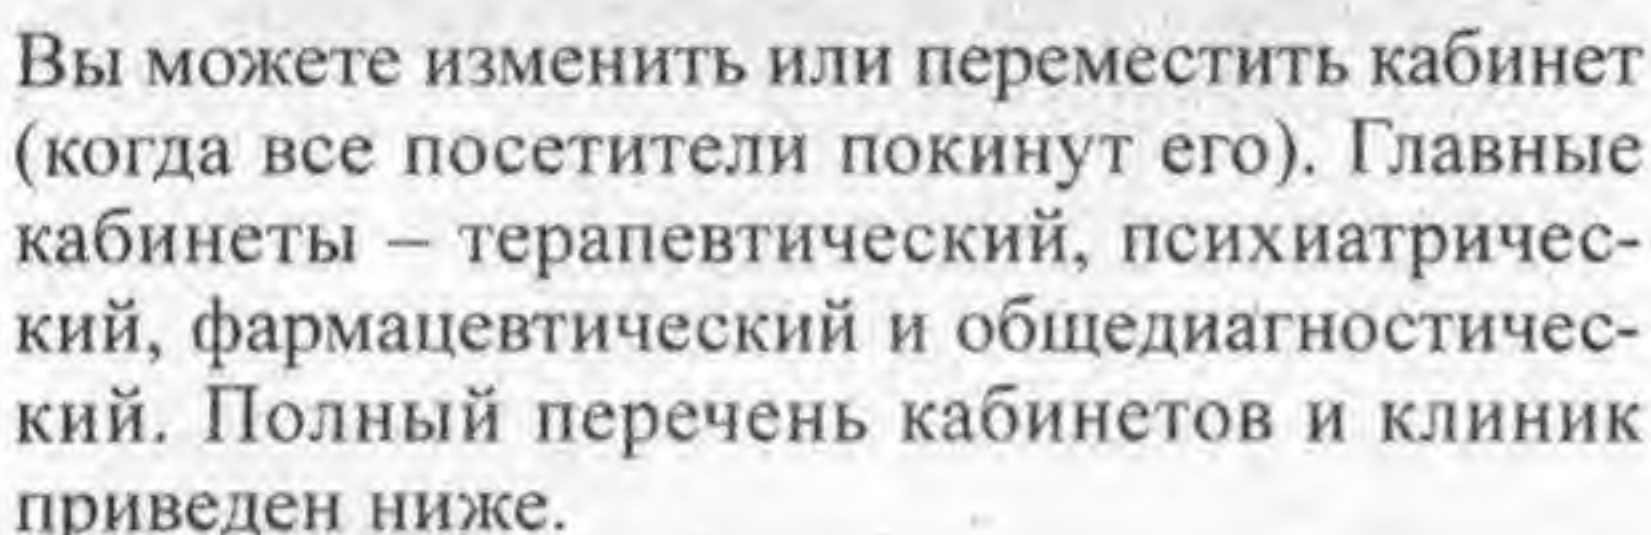 Вы можете изменить или переместить кабинет
(когда все посетители покинут его). Главные
кабинеты – терапевтический, психиатричес-
кий, фармацевтический и общедиагностичес-
кий. Полный перечень кабинетов и клиник
приведен ниже.